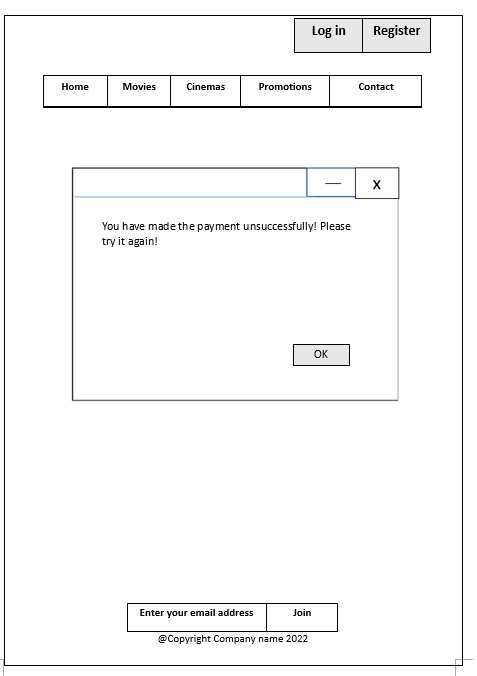 Log in Register
Home Movies Cinemas Promotions Contact
— X
You have made the payment unsuccessfully! Please
try it again!
OK
Enter your email address Join
@Copyright Company name 2022